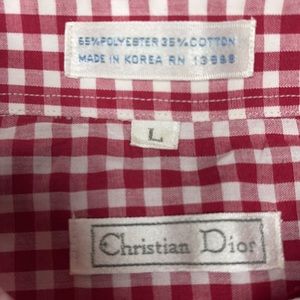 65% POLYESTER 35% COTTON
MADE IN KOREA RN 13988
L
Christian Dior